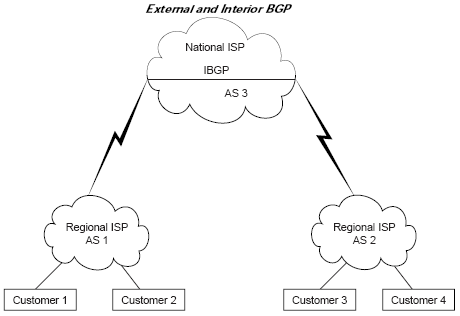 External and Interior BGP
National ISP
IBGP
AS 3
Regional ISP
AS 1
Regional ISP
AS 2
Customer 1
Customer 2
Customer 3
Customer 4